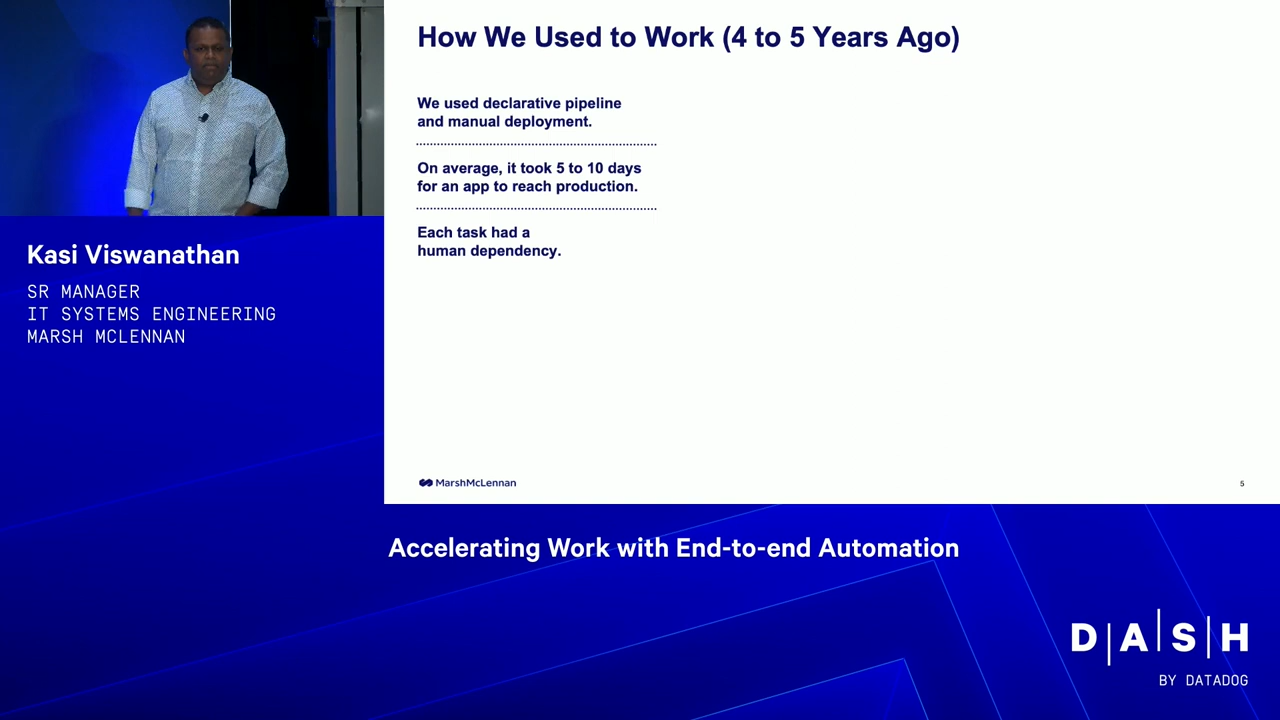 How We Used to Work (4 to 5 Years Ago)
We used declarative pipeline
and manual deployment.
On average, it took 5 to 10 days
for an app to reach production.
Each task had a
human dependency.
MarshMcLennan
5
Kasi Viswanathan
SR MANAGER
IT SYSTEMS ENGINEERING
MARSH MCLENNAN
Accelerating Work with End-to-end Automation
D|A|S|H
BY DATADOG